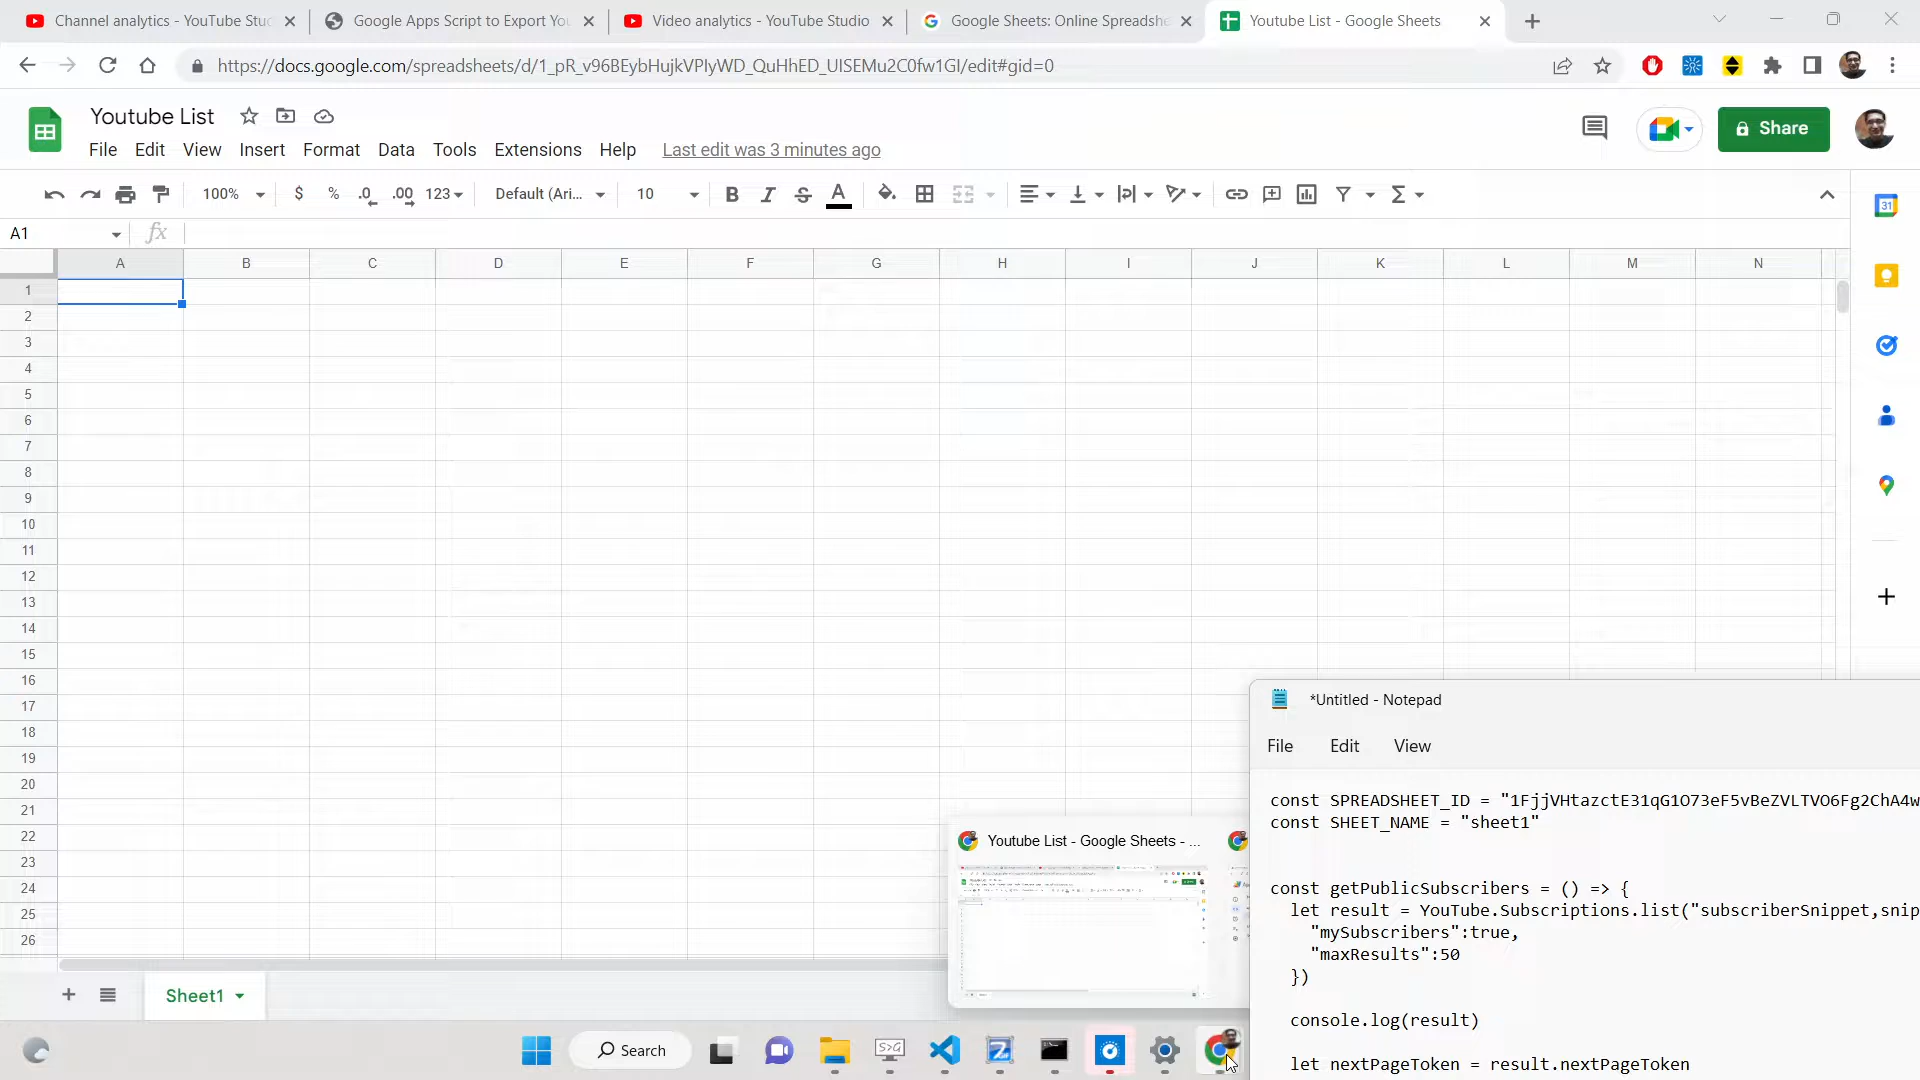 Channel analytics - YouTube Stu
Google Apps Script to Export You
Video analytics - YouTube Studio
Google Sheets: Online Spreadshe
Youtube List - Google Sheets
https://docs.google.com/spreadsheets/d/1_pR_v96BEybHujkVPIyWD_QuHhED_UISEMu2C0fw1GI/edit#gid=0
Youtube List
File Edit View Insert Format Data Tools Extensions Help Last edit was 3 minutes ago
Share
100% $ % .0 .00 123 Default (Ari... 10 B I S A
A1 fx
A B C D E F G H I J K L M N
1
2
3
4
5
6
7
8
9
10
11
12
13
14
15
16
17
18
19
20
21
22
23
24
25
26
31
*Untitled - Notepad
File Edit View
const SPREADSHEET_ID = "1FjjVHtazctE31qG1O73eF5vBeZVLTVO6Fg2ChA4w
const SHEET_NAME = "sheet1"
const getPublicSubscribers = () => {
let result = YouTube.Subscriptions.list("subscriberSnippet,snip
"mySubscribers":true,
"maxResults":50
})
console.log(result)
let nextPageToken = result.nextPageToken
Youtube List - Google Sheets - ...
Sheet1
Search